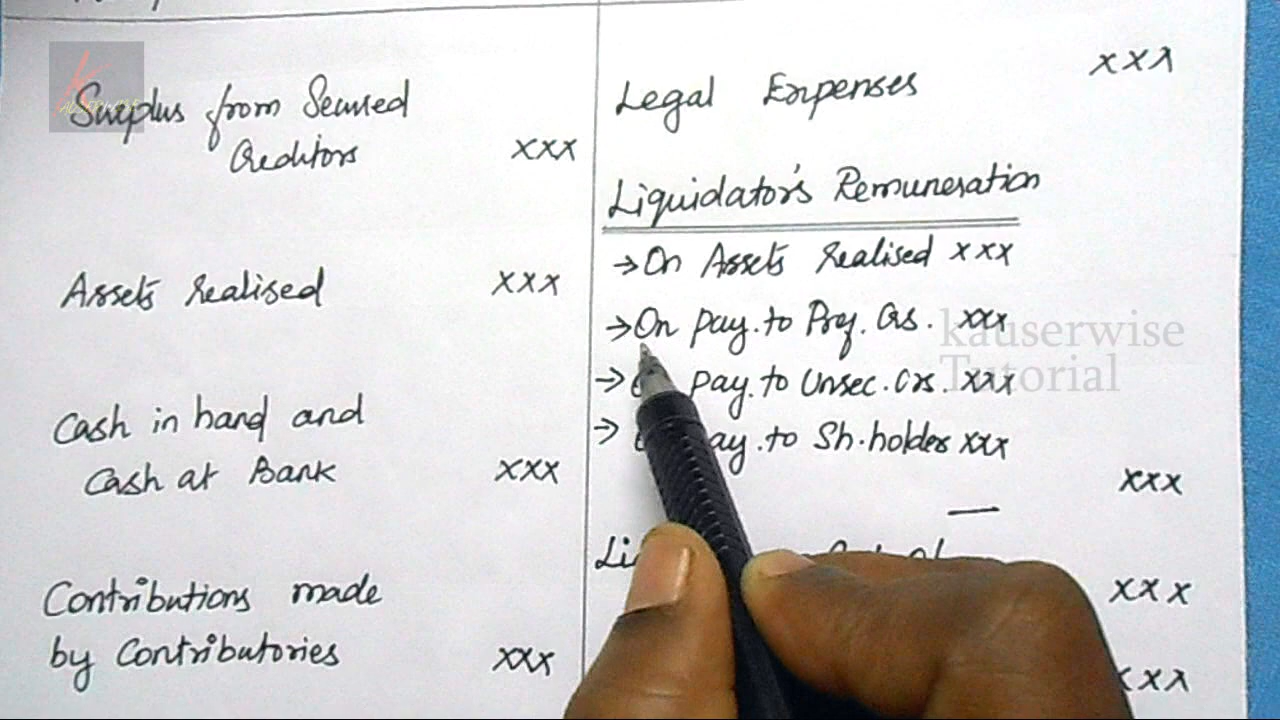 Surplus from Secured
Creditors xxx
Assets realised xxx
Cash in hand and
Cash at Bank xxx
Contributions made
by Contributories xxx
Legal Expenses xxx
Liquidator's Remuneration
→ On Assets realised xxx
→ On pay. to Pref. Crs. xxx
→ pay. to Unsec. Crs. xxx
→ pay. to Sh. holder xxx
xxx
xxx
xxx
kauserwise
Tutorial